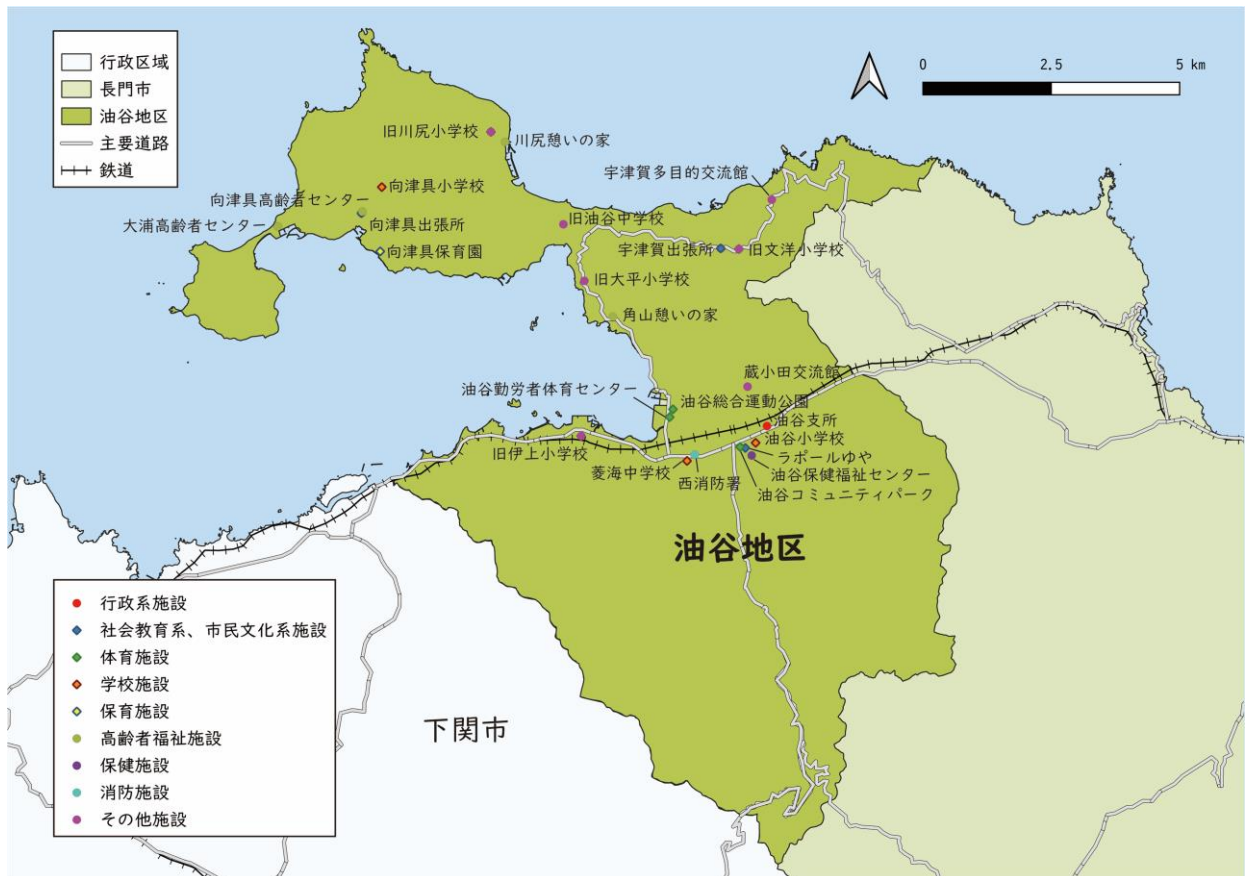 行政区域
長門市
油谷地区
主要道路
鉄道
0 2.5 5 km
旧川尻小学校
川尻憩いの家
宇津賀多目的交流館
向津具小学校
向津具高齢者センター
大浦高齢者センター
向津具出張所
旧油谷中学校
向津具保育園
宇津賀出張所
旧文洋小学校
旧大平小学校
角山憩いの家
蔵小田交流館
油谷勤労者体育センター
油谷総合運動公園
油谷支所
油谷小学校
旧伊上小学校
ラポールゆや
菱海中学校
油谷保健福祉センター
西消防署
油谷コミュニティパーク
油谷地区
下関市
行政系施設
社会教育系、市民文化系施設
体育施設
学校施設
保育施設
高齢者福祉施設
保健施設
消防施設
その他施設